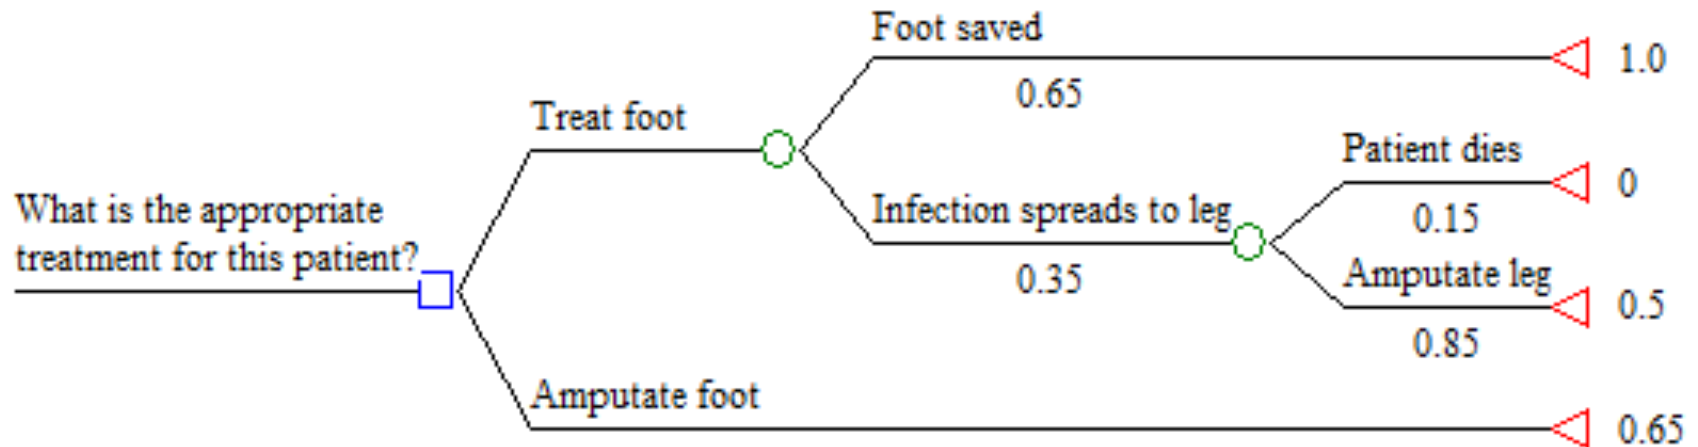 Foot saved
1.0
0.65
Treat foot
Patient dies
0
0.15
What is the appropriate
treatment for this patient?
Infection spreads to leg
0.35
Amputate leg
0.5
0.85
Amputate foot
0.65